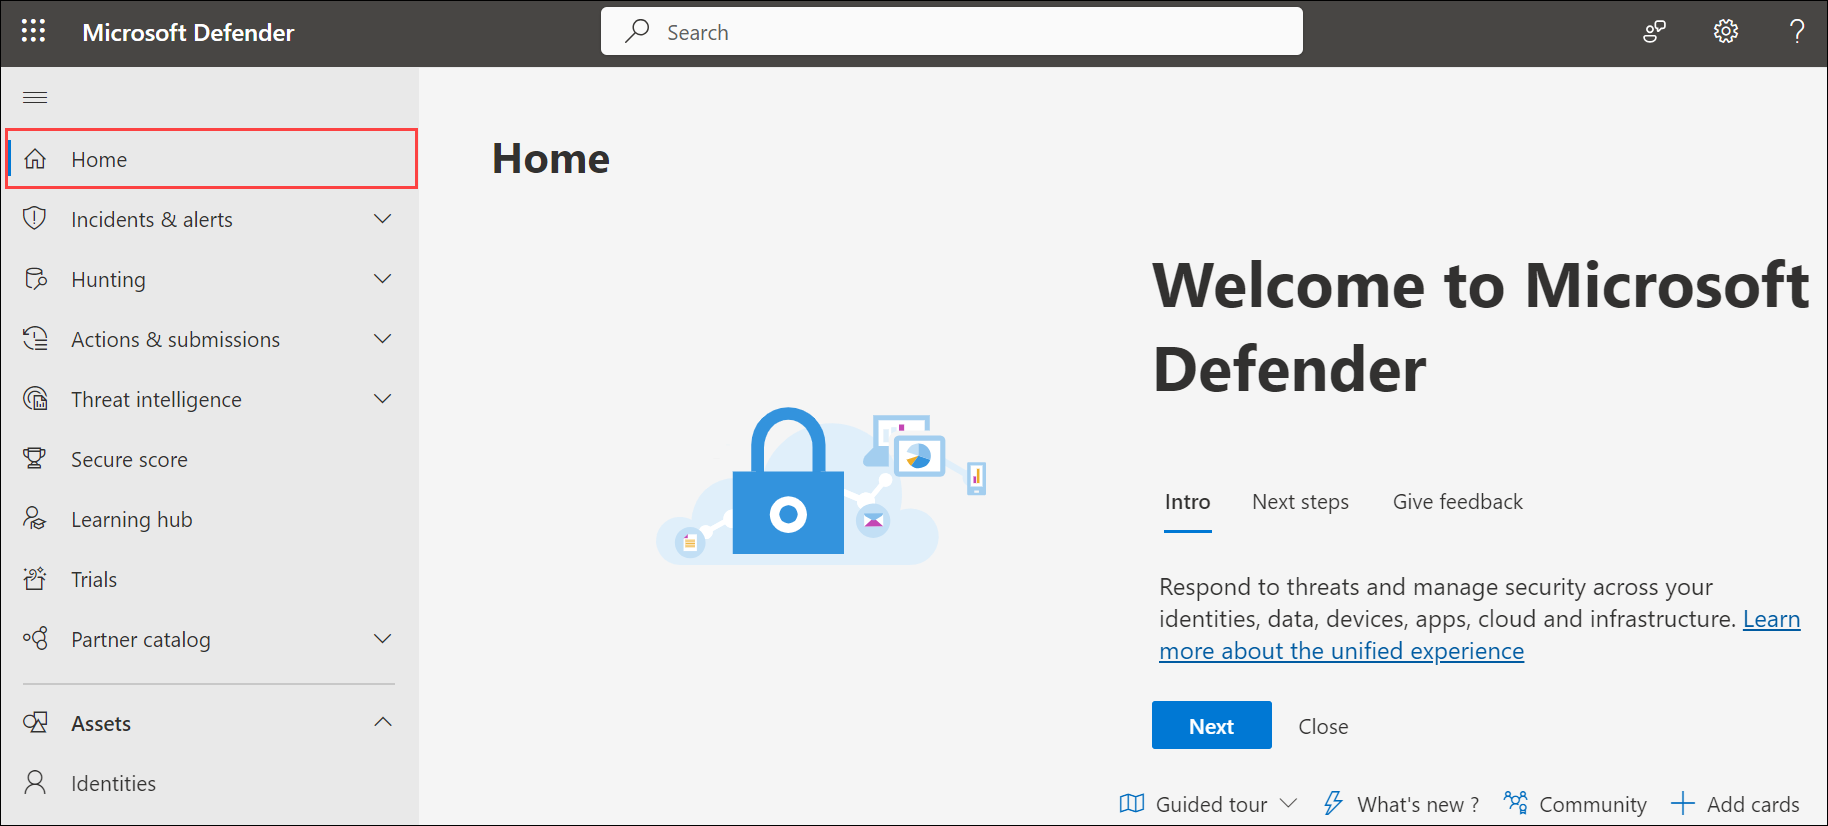 Microsoft Defender
Search
Home
Incidents & alerts
Hunting
Actions & submissions
Threat intelligence
Secure score
Learning hub
Trials
Partner catalog
Assets
Identities
Home
Welcome to Microsoft
Defender
Intro Next steps Give feedback
Respond to threats and manage security across your
identities, data, devices, apps, cloud and infrastructure. Learn
more about the unified experience
Next Close
Guided tour What's new ? Community Add cards